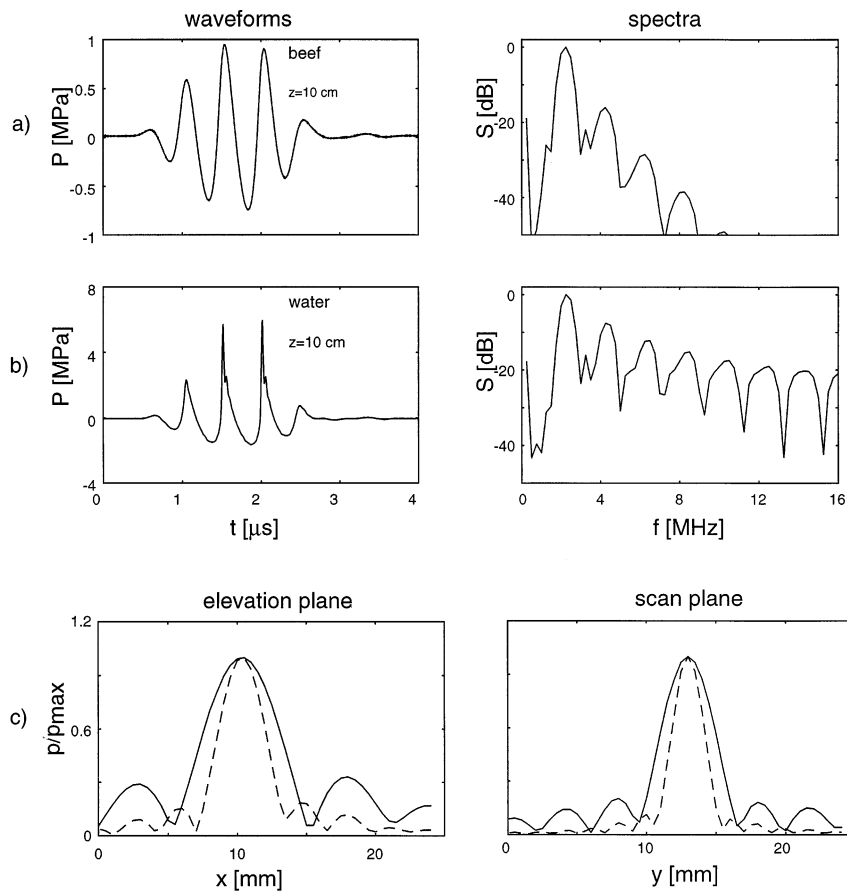 waveforms
spectra
a)
P [MPa]
1
0.5
0
-0.5
-1
beef
z=10 cm
S [dB]
0
-20
-40
b)
P [MPa]
8
4
0
-4
water
z=10 cm
0 1 2 3 4
t [μs]
S [dB]
0
-20
-40
0 4 8 12 16
f [MHz]
elevation plane
scan plane
c)
p/pmax
1.2
0.6
0
0 10 20
x [mm]
0 10 20
y [mm]